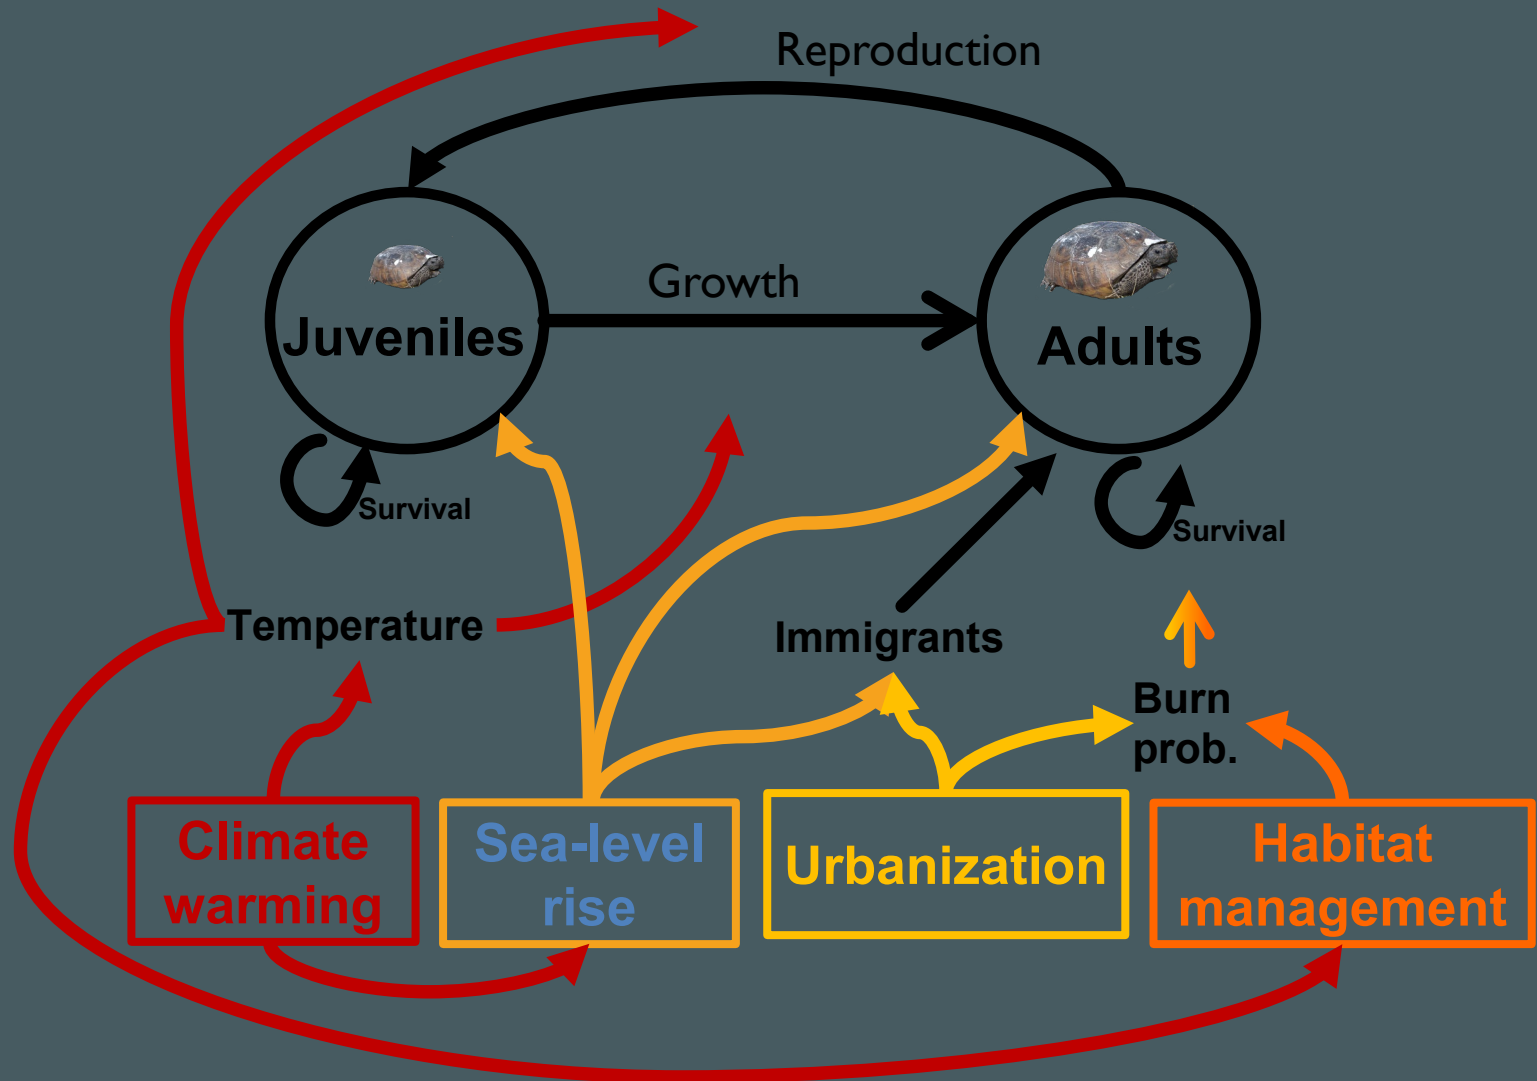 Reproduction
Growth
Juveniles
Adults
Survival
Survival
Temperature
Immigrants
Burn
prob.
Climate
warming
Sea-level
rise
Urbanization
Habitat
management